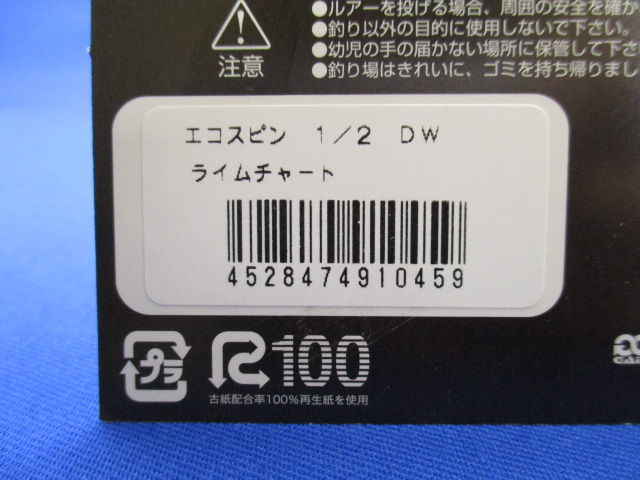 ●ルアーを投げる場合、周囲の安全を確か
●釣り以外の目的に使用しないで下さい。
●幼児の手の届かない場所に保管して下さ
●釣り場はきれいに、ゴミを持ち帰りまし
注意
エコスピン 1/2 DW
ライムチャート
4528474910459
プラ
R100
古紙配合率100%再生紙を使用